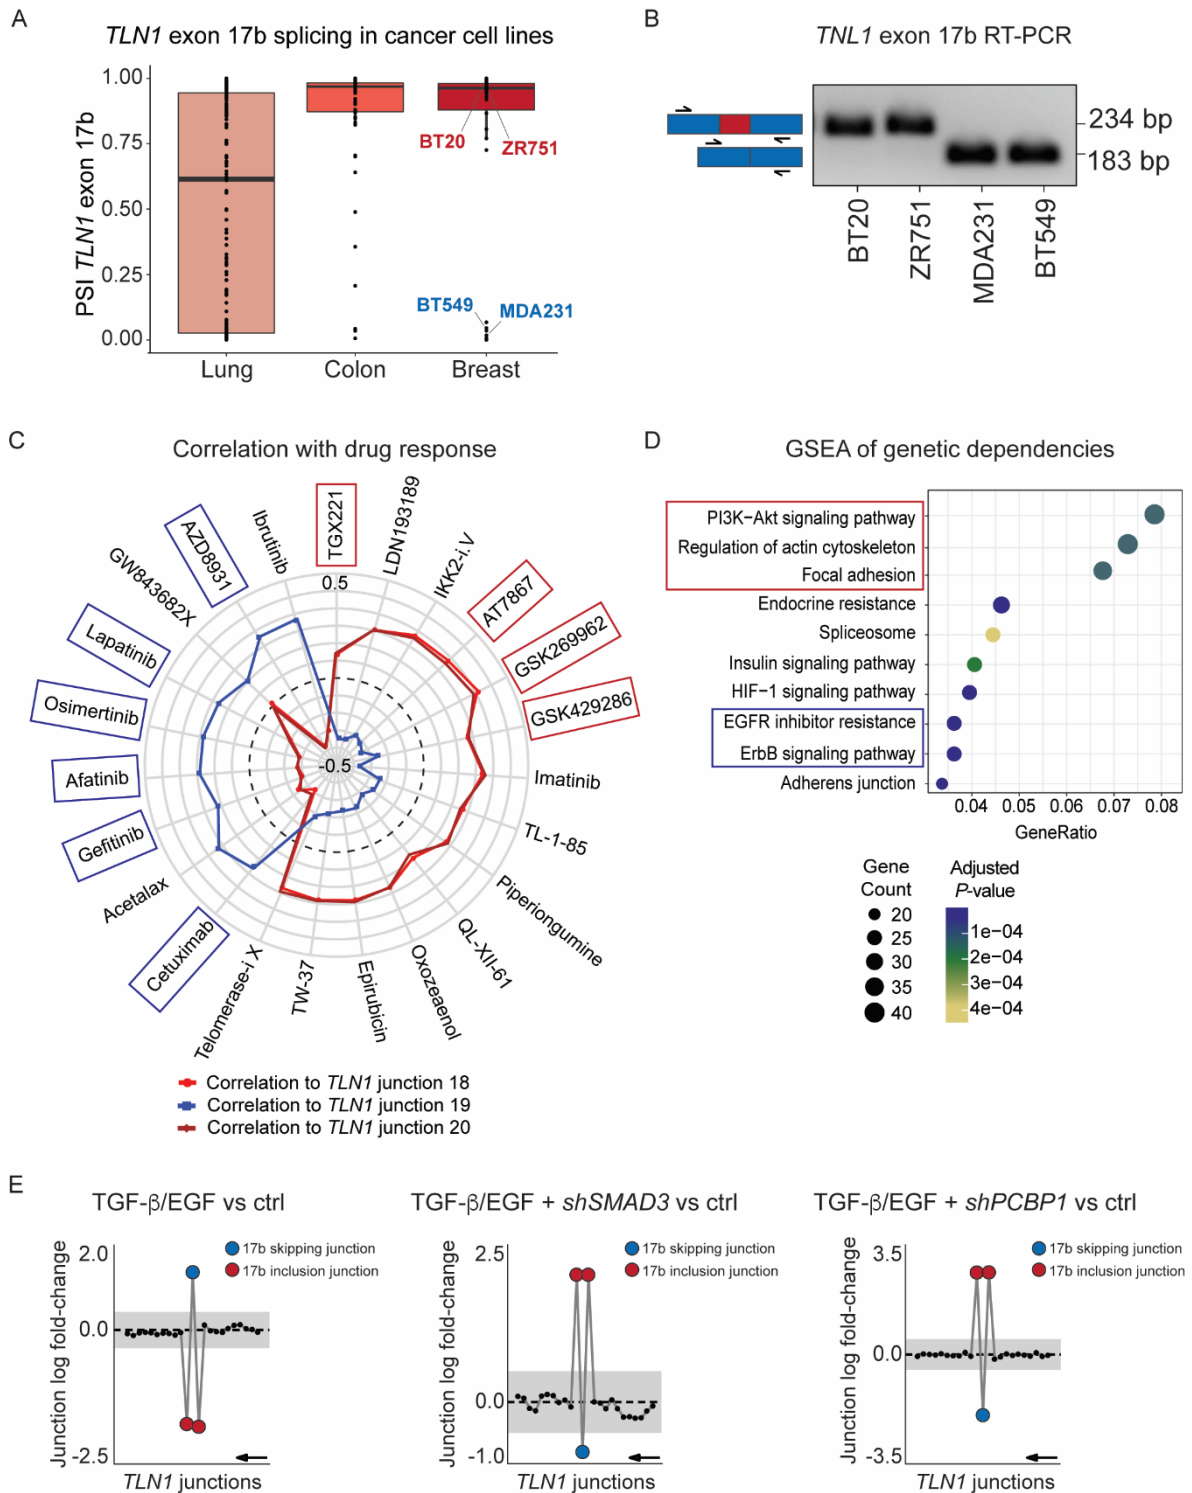 A
TLN1 exon 17b splicing in cancer cell lines
PSI TLN1 exon 17b
1.00
0.75
0.50
0.25
0.00
BT20
ZR751
BT549
MDA231
Lung
Colon
Breast
B
TNL1 exon 17b RT-PCR
234 bp
183 bp
BT20
ZR751
MDA231
BT549
C
Correlation with drug response
TGX221
LDN193189
IKK2-i.V
AT7867
GSK269962
GSK429286
Imatinib
TL-1-85
Piperiongumine
QL-XII-61
Oxozeaenol
Epirubicin
TW-37
Telomerase-i X
Cetuximab
Acetalax
Gefitinib
Afatinib
Osimertinib
Lapatinib
GW843682X
AZD8931
Ibrutinib
0.5
-0.5
Correlation to TLN1 junction 18
Correlation to TLN1 junction 19
Correlation to TLN1 junction 20
D
GSEA of genetic dependencies
PI3K−Akt signaling pathway
Regulation of actin cytoskeleton
Focal adhesion
Endocrine resistance
Spliceosome
Insulin signaling pathway
HIF−1 signaling pathway
EGFR inhibitor resistance
ErbB signaling pathway
Adherens junction
0.04 0.05 0.06 0.07 0.08
GeneRatio
Gene
Count
20
25
30
35
40
Adjusted
P-value
1e−04
2e−04
3e−04
4e−04
E
TGF-β/EGF vs ctrl
Junction log fold-change
2.0
0.0
-2.5
17b skipping junction
17b inclusion junction
TLN1 junctions
TGF-β/EGF + shSMAD3 vs ctrl
Junction log fold-change
2.5
0.0
-1.0
17b skipping junction
17b inclusion junction
TLN1 junctions
TGF-β/EGF + shPCBP1 vs ctrl
Junction log fold-change
3.5
0.0
-3.5
17b skipping junction
17b inclusion junction
TLN1 junctions